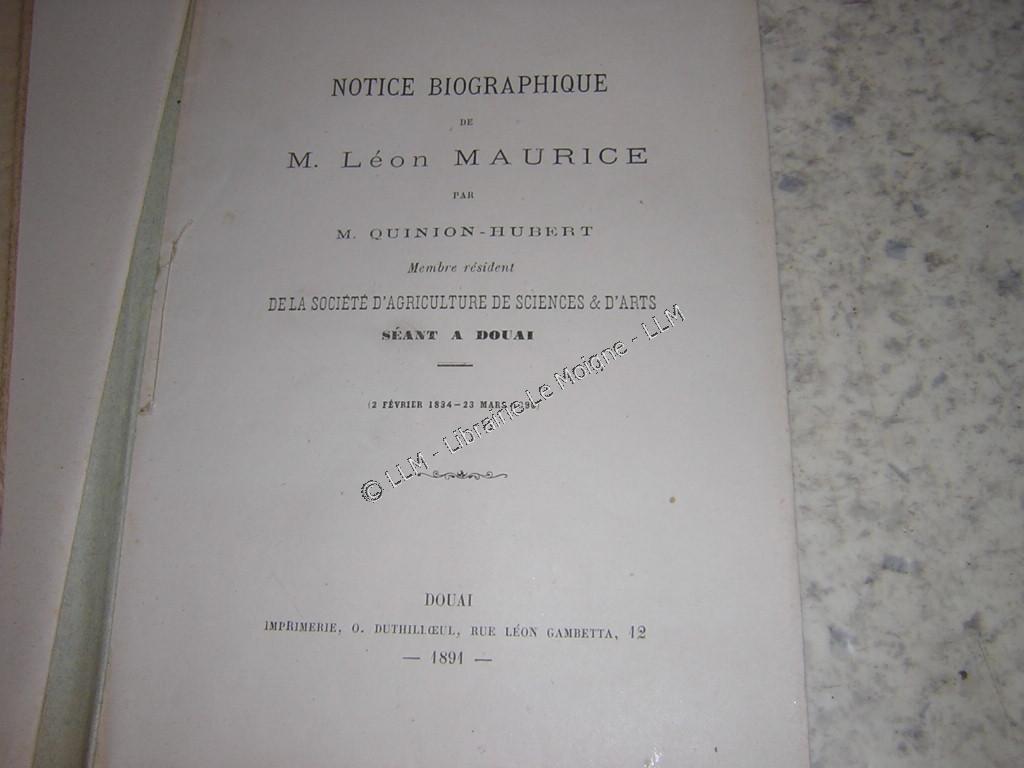 NOTICE BIOGRAPHIQUE
DE
M. Léon MAURICE
PAR
M. QUINION-HUBERT
Membre résident
DE LA SOCIÉTÉ D'AGRICULTURE DE SCIENCES & D'ARTS
SÉANT A DOUAI
(2 FÉVRIER 1834-23 MARS
© LLM - Librairie Le Moigne - LLM
DOUAI
IMPRIMERIE, O. DUTHILLŒUL, RUE LÉON GAMBETTA, 12
— 1891 —